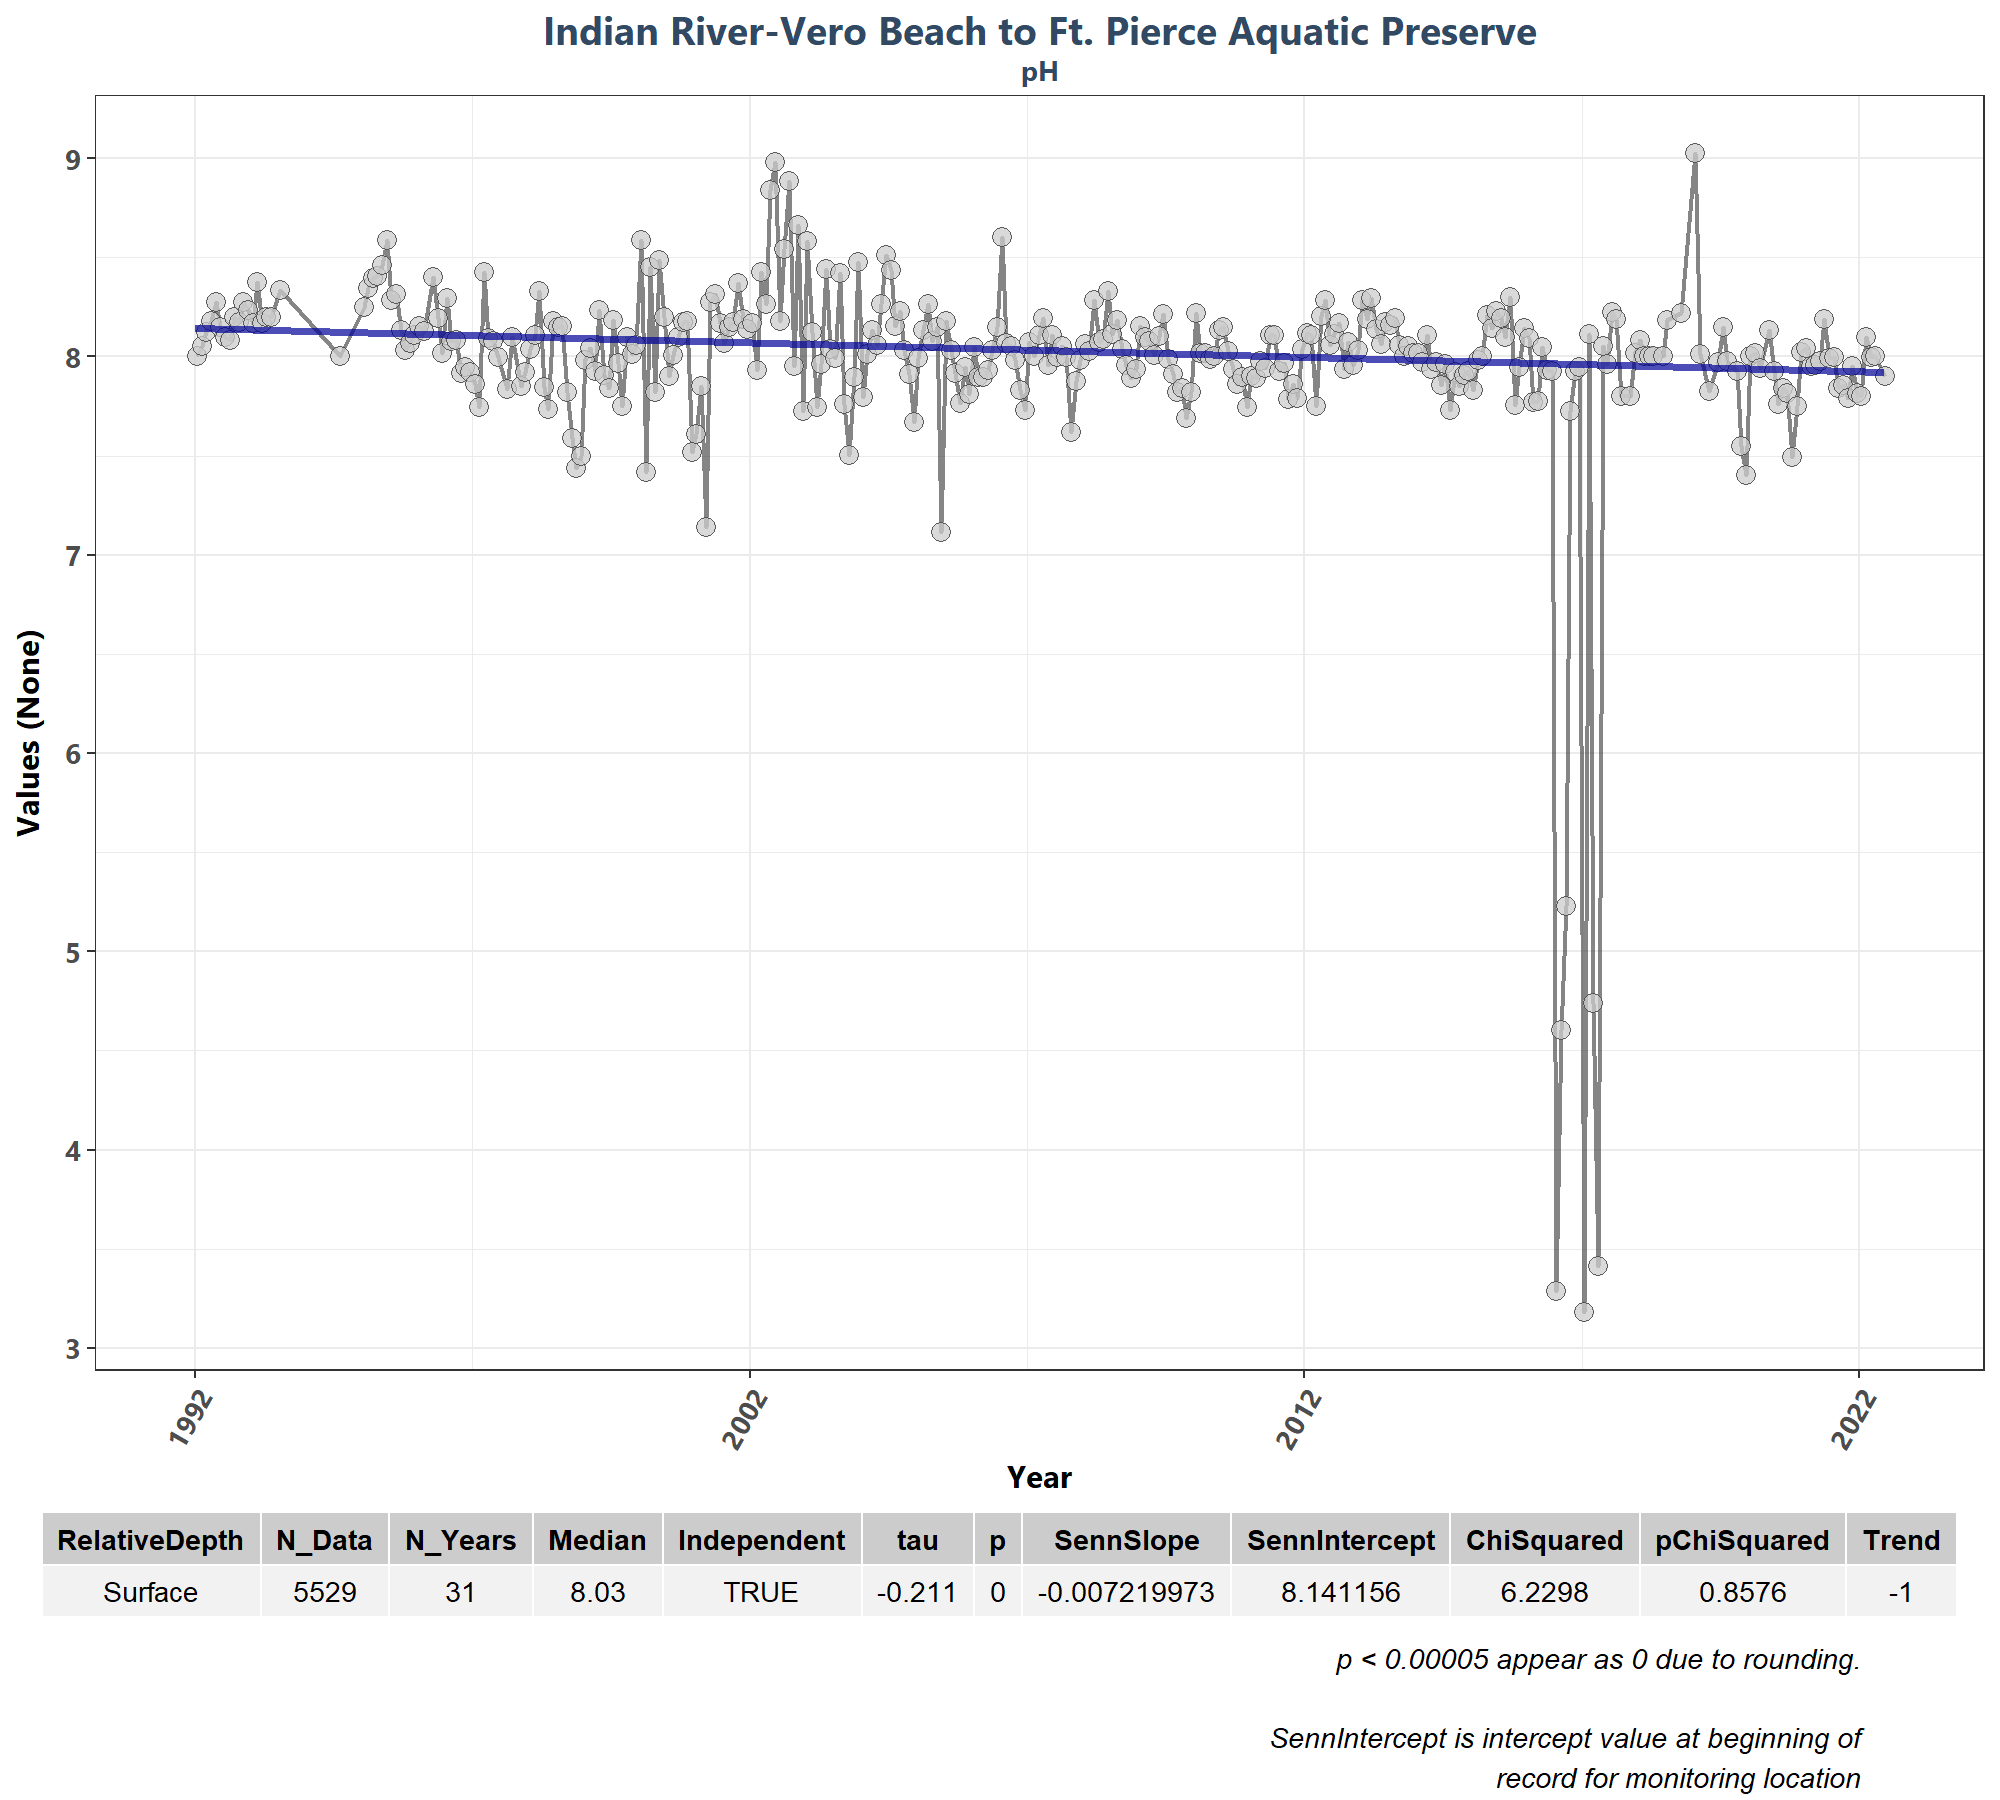 Indian River-Vero Beach to Ft. Pierce Aquatic Preserve
pH
9
8
7
6
5
4
3
Values (None)
1992 2002 2012 2022
Year
RelativeDepth N_Data N_Years Median Independent tau p SennSlope SennIntercept ChiSquared pChiSquared Trend
Surface 5529 31 8.03 TRUE -0.211 0 -0.007219973 8.141156 6.2298 0.8576 -1
p < 0.00005 appear as 0 due to rounding.
SennIntercept is intercept value at beginning of
record for monitoring location